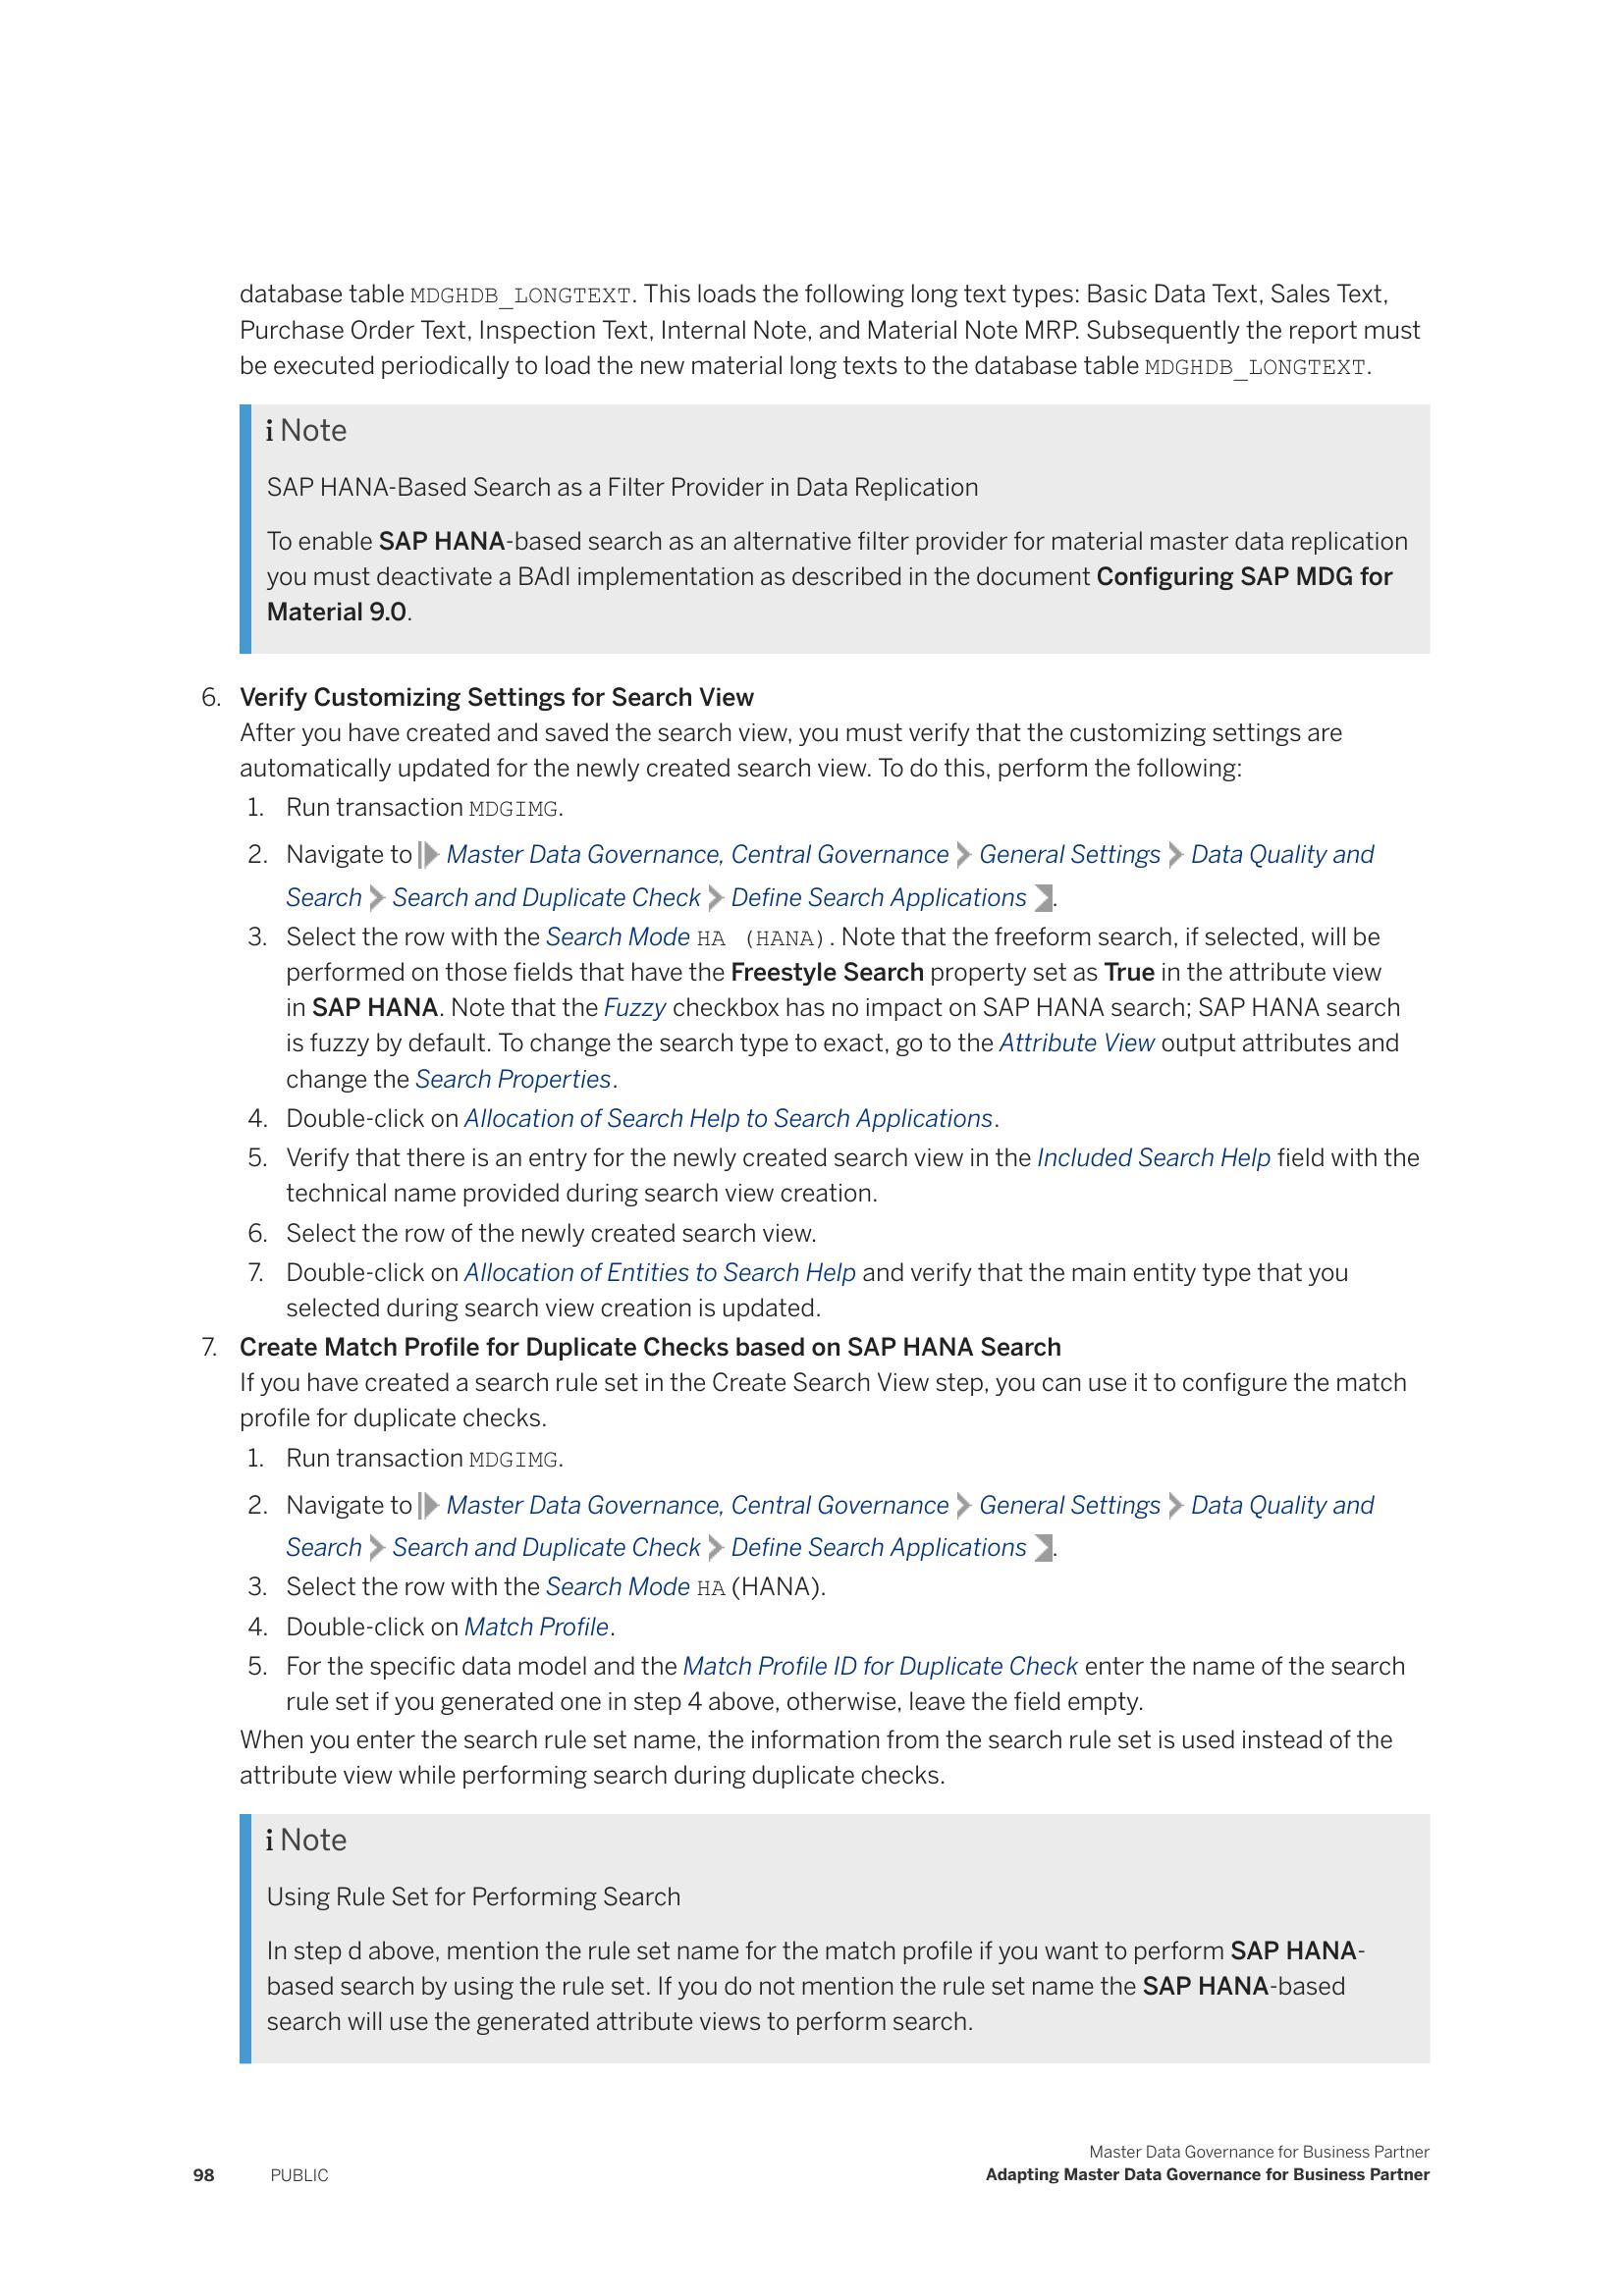 database table MDGHDB_LONGTEXT. This loads the following long text types: Basic Data Text, Sales Text,
Purchase Order Text, Inspection Text, Internal Note, and Material Note MRP. Subsequently the report must
be executed periodically to load the new material long texts to the database table MDGHDB_LONGTEXT.
i Note
SAP HANA-Based Search as a Filter Provider in Data Replication
To enable SAP HANA-based search as an alternative filter provider for material master data replication
you must deactivate a BAdI implementation as described in the document Configuring SAP MDG for
Material 9.0.
6. Verify Customizing Settings for Search View
After you have created and saved the search view, you must verify that the customizing settings are
automatically updated for the newly created search view. To do this, perform the following:
1. Run transaction MDGIMG.
2. Navigate to Master Data Governance, Central Governance > General Settings > Data Quality and
Search > Search and Duplicate Check > Define Search Applications.
3. Select the row with the Search Mode HA (HANA). Note that the freeform search, if selected, will be
performed on those fields that have the Freestyle Search property set as True in the attribute view
in SAP HANA. Note that the Fuzzy checkbox has no impact on SAP HANA search; SAP HANA search
is fuzzy by default. To change the search type to exact, go to the Attribute View output attributes and
change the Search Properties.
4. Double-click on Allocation of Search Help to Search Applications.
5. Verify that there is an entry for the newly created search view in the Included Search Help field with the
technical name provided during search view creation.
6. Select the row of the newly created search view.
7. Double-click on Allocation of Entities to Search Help and verify that the main entity type that you
selected during search view creation is updated.
7. Create Match Profile for Duplicate Checks based on SAP HANA Search
If you have created a search rule set in the Create Search View step, you can use it to configure the match
profile for duplicate checks.
1. Run transaction MDGIMG.
2. Navigate to Master Data Governance, Central Governance > General Settings > Data Quality and
Search > Search and Duplicate Check > Define Search Applications.
3. Select the row with the Search Mode HA (HANA).
4. Double-click on Match Profile.
5. For the specific data model and the Match Profile ID for Duplicate Check enter the name of the search
rule set if you generated one in step 4 above, otherwise, leave the field empty.
When you enter the search rule set name, the information from the search rule set is used instead of the
attribute view while performing search during duplicate checks.
i Note
Using Rule Set for Performing Search
In step d above, mention the rule set name for the match profile if you want to perform SAP HANA-
based search by using the rule set. If you do not mention the rule set name the SAP HANA-based
search will use the generated attribute views to perform search.
Master Data Governance for Business Partner
98 PUBLIC Adapting Master Data Governance for Business Partner